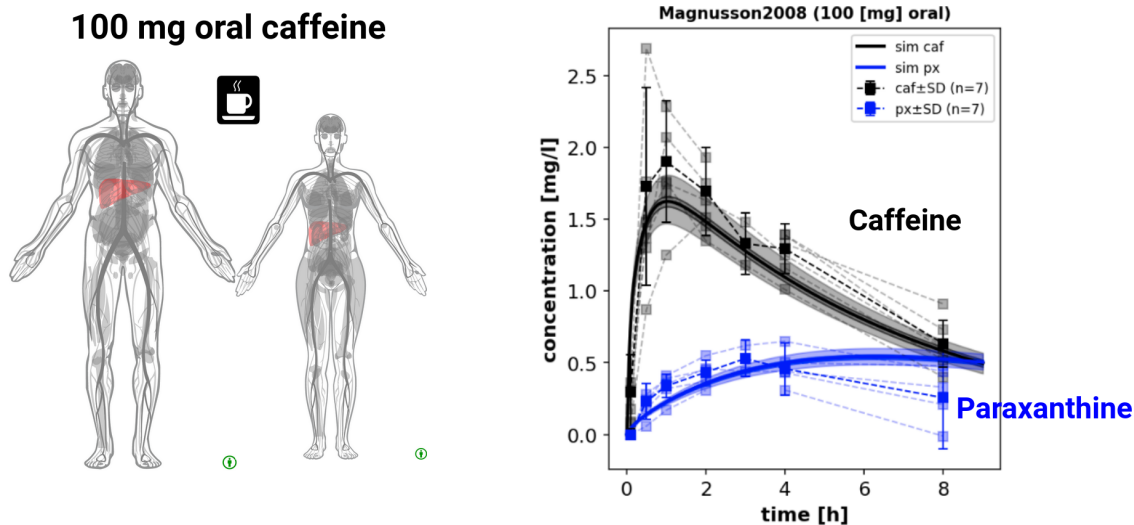 100 mg oral caffeine
Magnusson2008 (100 [mg] oral)
sim caf
sim px
caf±SD (n=7)
px±SD (n=7)
concentration [mg/l]
2.5
2.0
1.5
1.0
0.5
0.0
Caffeine
Paraxanthine
0 2 4 6 8
time [h]